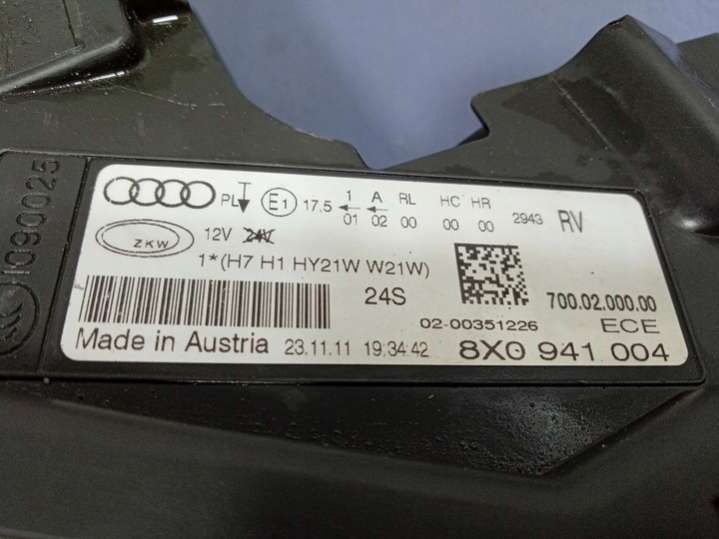 1090025
PL E1 17.5 1 A RL HC HR
01 02 00 00 00 2943 RV
ZKW 12V 24V
1*(H7 H1 HY21W W21W)
24S 700.02.000.00
02-00351226 ECE
Made in Austria 23.11.11 19:34:42 8X0 941 004